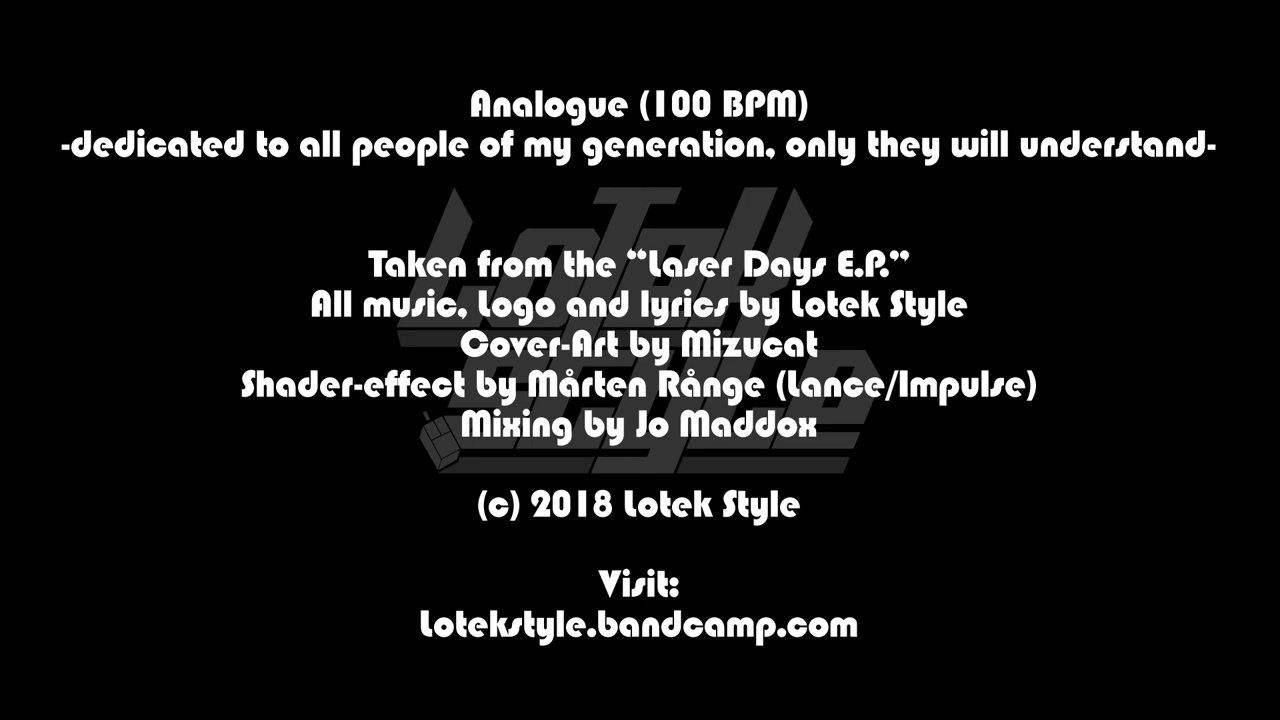 Analogue (100 BPM)
-dedicated to all people of my generation, only they will understand-
Taken from the “Laser Days E.P.”
All music, Logo and lyrics by Lotek Style
Cover-Art by Mizucat
Shader-effect by Mårten Rånge (Lance/Impulse)
Mixing by Jo Maddox
(c) 2018 Lotek Style
Visit:
Lotekstyle.bandcamp.com
LoTek
STYLE